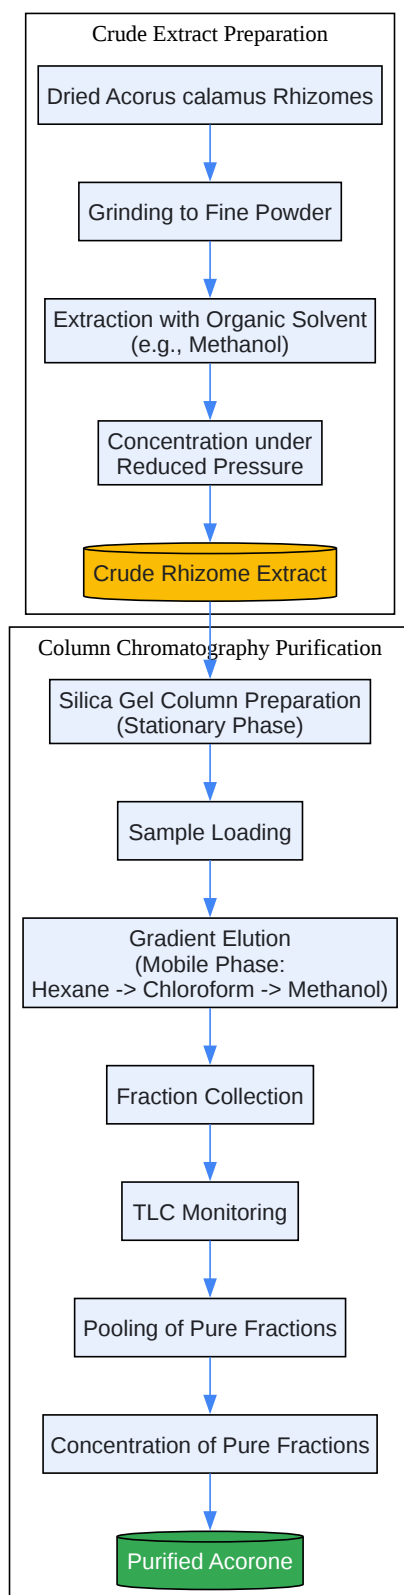 Crude Extract Preparation
Dried Acorus calamus Rhizomes
Grinding to Fine Powder
Extraction with Organic Solvent
(e.g., Methanol)
Concentration under
Reduced Pressure
Crude Rhizome Extract
Column Chromatography Purification
Silica Gel Column Preparation
(Stationary Phase)
Sample Loading
Gradient Elution
(Mobile Phase:
Hexane -> Chloroform -> Methanol)
Fraction Collection
TLC Monitoring
Pooling of Pure Fractions
Concentration of Pure Fractions
Purified Acorone